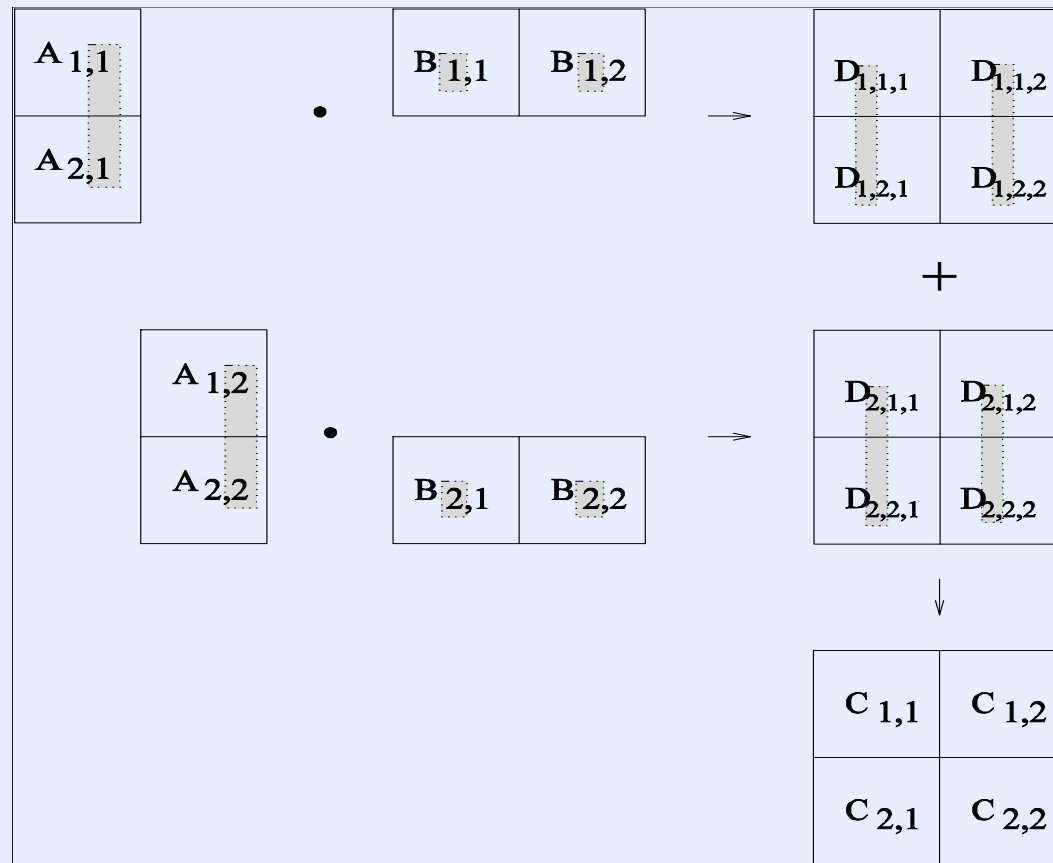 A 1,1 B 1,1 B 1,2 D 1,1,1 D 1,1,2
A 2,1 • → D 1,2,1 D 1,2,2
+
A 1,2 D 2,1,1 D 2,1,2
A 2,2 • B 2,1 B 2,2 → D 2,2,1 D 2,2,2
↓
C 1,1 C 1,2
C 2,1 C 2,2